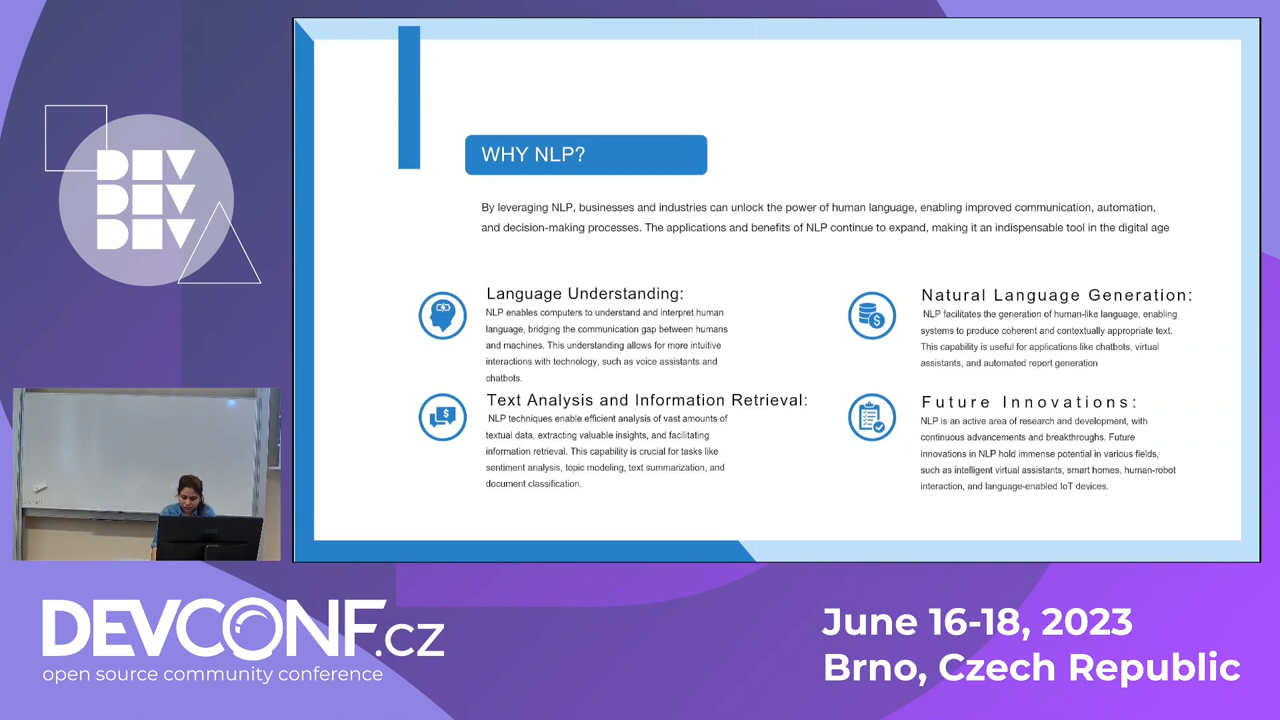 DEV
DEV
DEV
WHY NLP?
By leveraging NLP, businesses and industries can unlock the power of human language, enabling improved communication, automation,
and decision-making processes. The applications and benefits of NLP continue to expand, making it an indispensable tool in the digital age
Language Understanding:
NLP enables computers to understand and interpret human
language, bridging the communication gap between humans
and machines. This understanding allows for more intuitive
interactions with technology, such as voice assistants and
chatbots.
Text Analysis and Information Retrieval:
NLP techniques enable efficient analysis of vast amounts of
textual data, extracting valuable insights, and facilitating
information retrieval. This capability is crucial for tasks like
sentiment analysis, topic modeling, text summarization, and
document classification.
Natural Language Generation:
NLP facilitates the generation of human-like language, enabling
systems to produce coherent and contextually appropriate text.
This capability is useful for applications like chatbots, virtual
assistants, and automated report generation
Future Innovations:
NLP is an active area of research and development, with
continuous advancements and breakthroughs. Future
innovations in NLP hold immense potential in various fields,
such as intelligent virtual assistants, smart homes, human-robot
interaction, and language-enabled IoT devices.
DEVCONF.CZ
open source community conference
June 16-18, 2023
Brno, Czech Republic